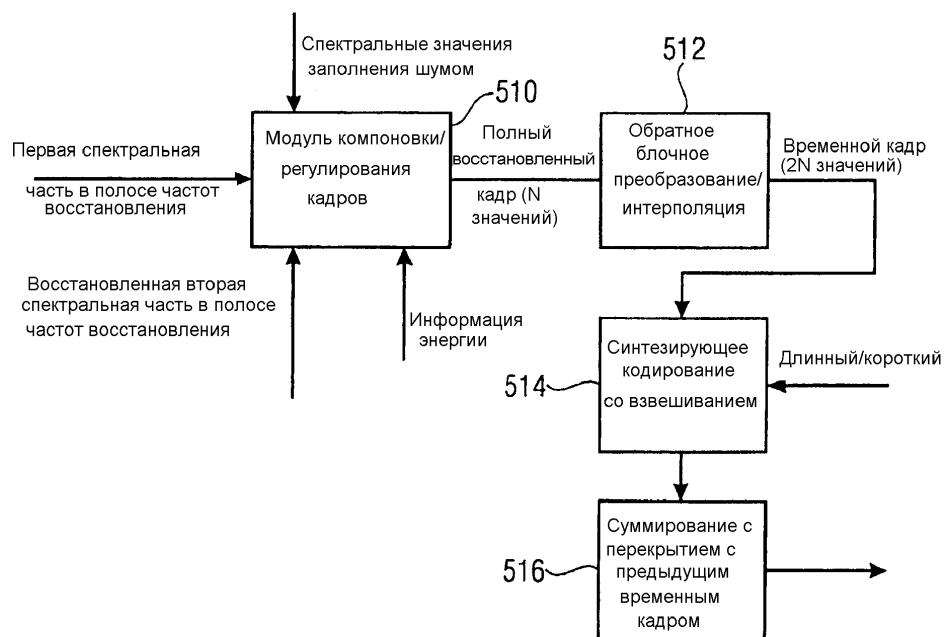 Спектральные значения
заполнения шумом
510
512
Модуль компоновки/
регулирования
кадров
Первая спектральная
часть в полосе частот
восстановления
Полный
восстановленный
кадр (N
значений)
Обратное
блочное
преобразование/
интерполяция
Временной кадр
(2N значений)
Восстановленная вторая
спектральная часть в полосе
частот восстановления
Информация
энергии
514
Синтезирующее
кодирование
со взвешиванием
Длинный/короткий
516
Суммирование с
перекрытием с
предыдущим
временным
кадром